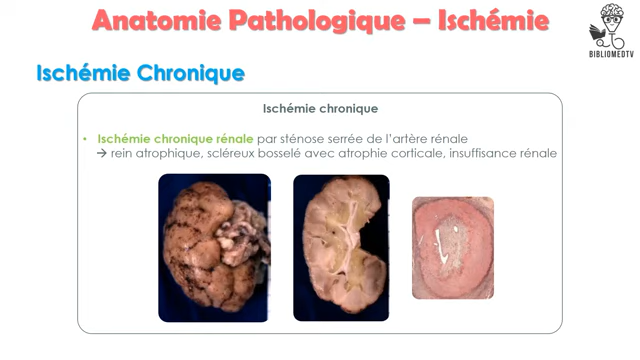 Anatomie Pathologique – Ischémie
BIBLIOMEDTV
Ischémie Chronique
Ischémie chronique
• Ischémie chronique rénale par sténose serrée de l'artère rénale
→ rein atrophique, scléreux bosselé avec atrophie corticale, insuffisance rénale